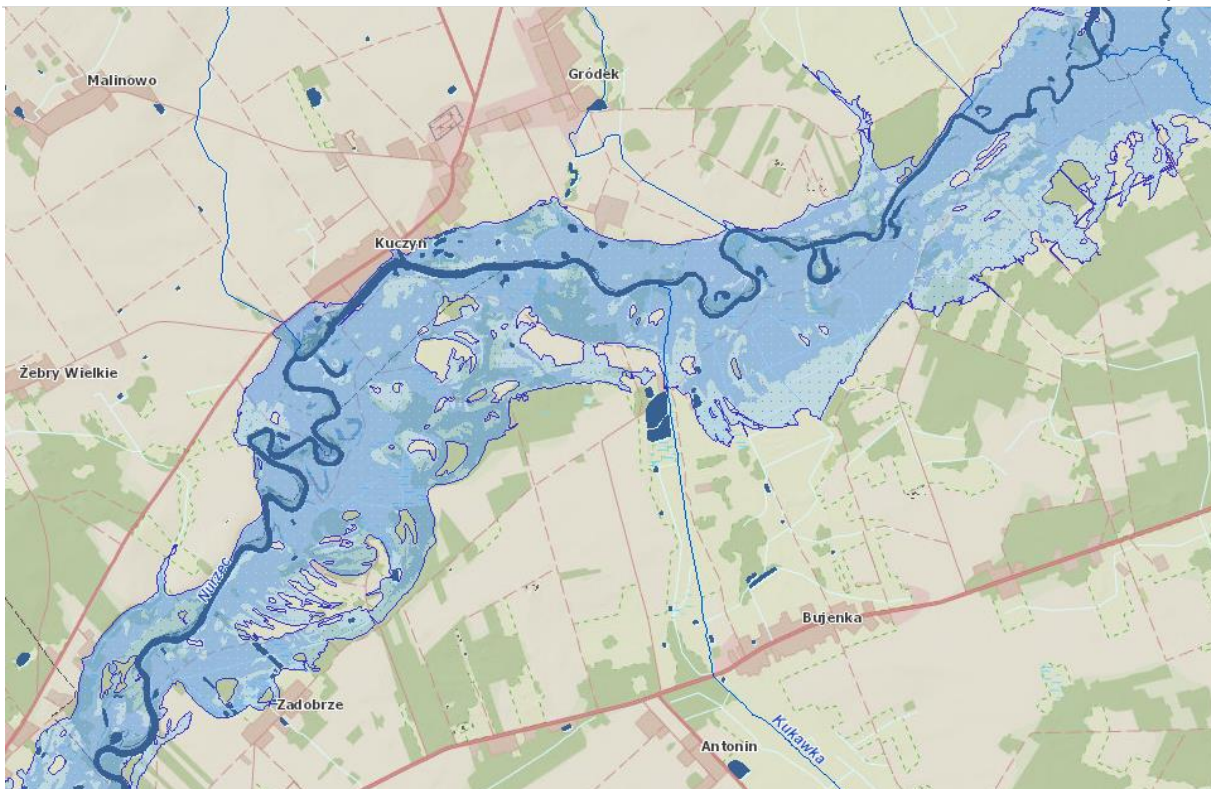 Gródek
Malinowo
Kuczyn
Żebry Wielkie
Nurzec
Bujenka
Zadobrze
Kukawka
Antonin